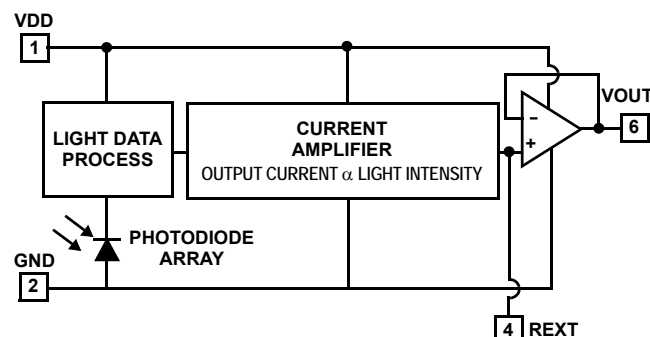 VDD
1
VOUT
6
LIGHT DATA
PROCESS
CURRENT
AMPLIFIER
OUTPUT CURRENT α LIGHT INTENSITY
−
+
PHOTODIODE
ARRAY
GND
2
4
REXT